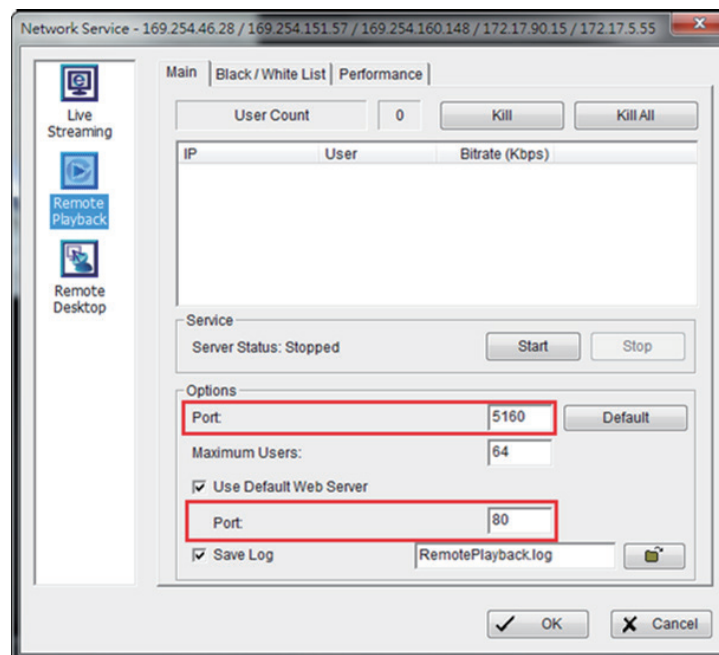 Network Service - 169.254.46.28 / 169.254.151.57 / 169.254.160.148 / 172.17.90.15 / 172.17.5.55
Live
Streaming
Remote
Playback
Remote
Desktop
Main Black / White List Performance
User Count 0 Kill Kill All
IP User Bitrate (Kbps)
Service
Server Status: Stopped Start Stop
Options
Port: 5160 Default
Maximum Users: 64
Use Default Web Server
Port: 80
Save Log RemotePlayback.log
OK Cancel